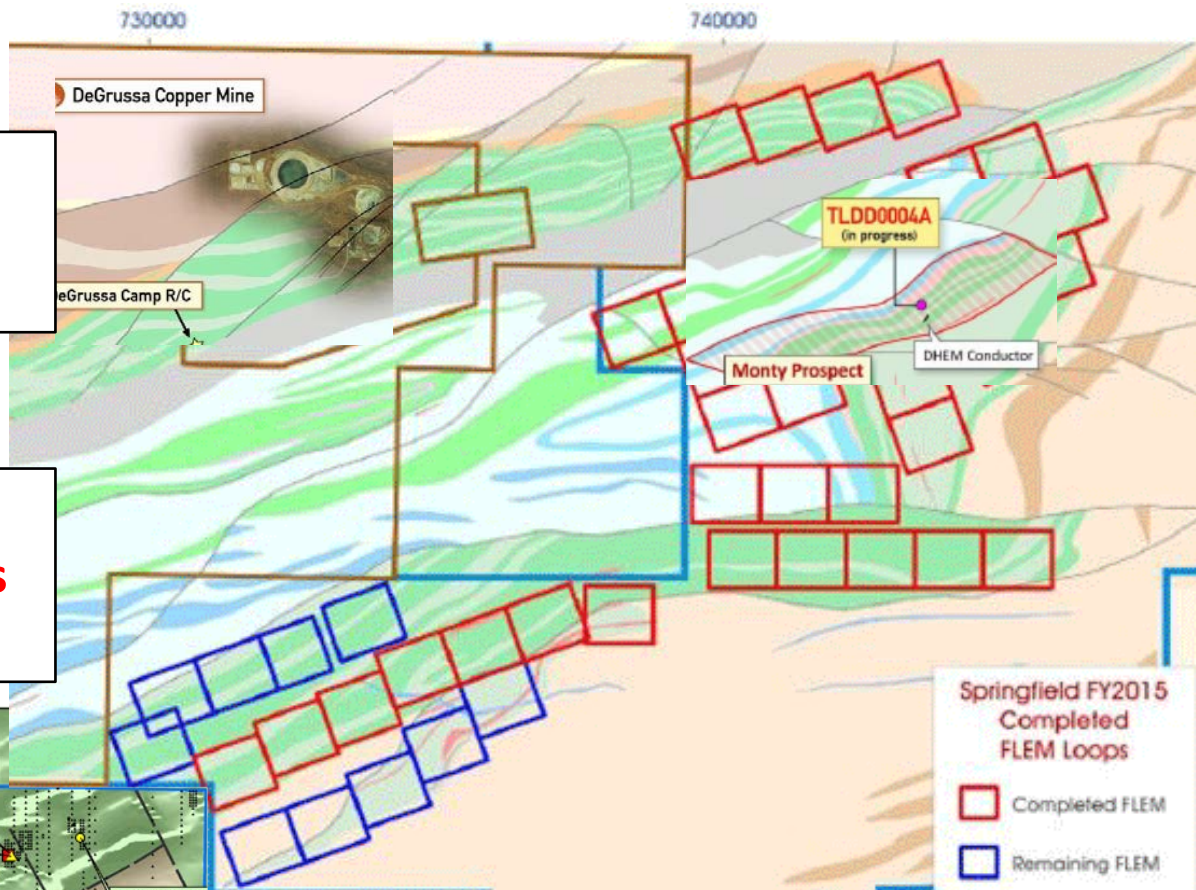 730000
740000
DeGrussa Copper Mine
TLDD0004A
(in progress)
eGrussa Camp R/C
DHEM Conductor
Monty Prospect
s
Springfield FY2015
Completed
FLEM Loops
Completed FLEM
Remaining FLEM